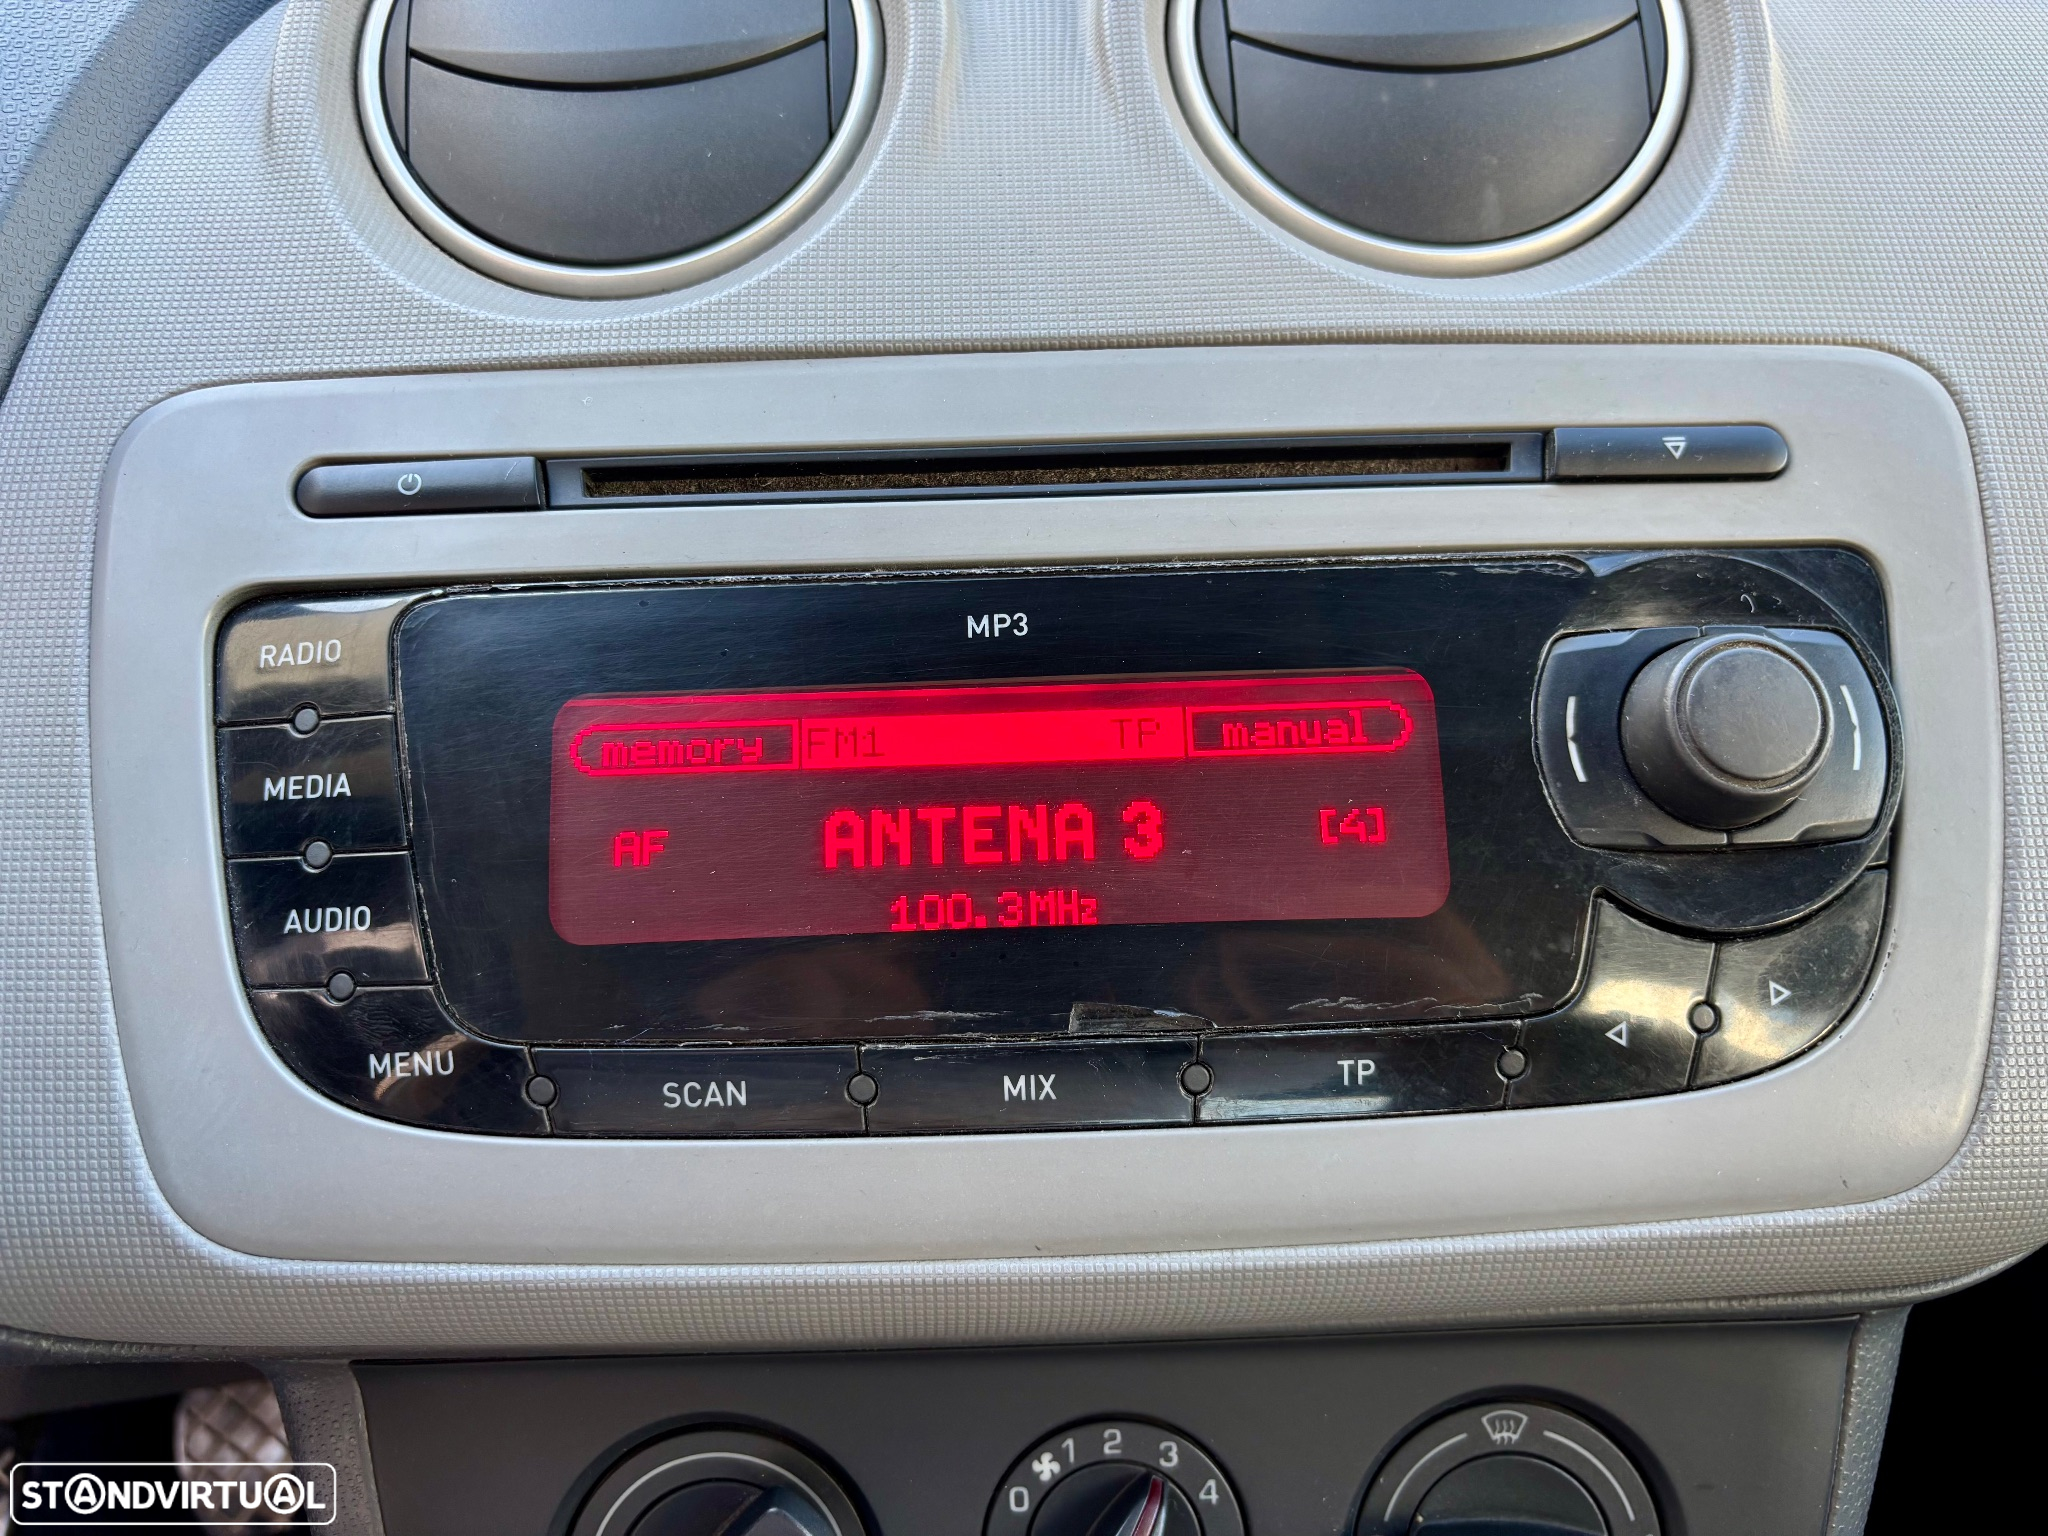 MP3
RADIO
MEDIA
AUDIO
MENU
memory FM1 TP manual
AF ANTENA 3 [4]
100.3MHz
SCAN MIX TP
0 1 2 3 4
STANDVIRTUAL